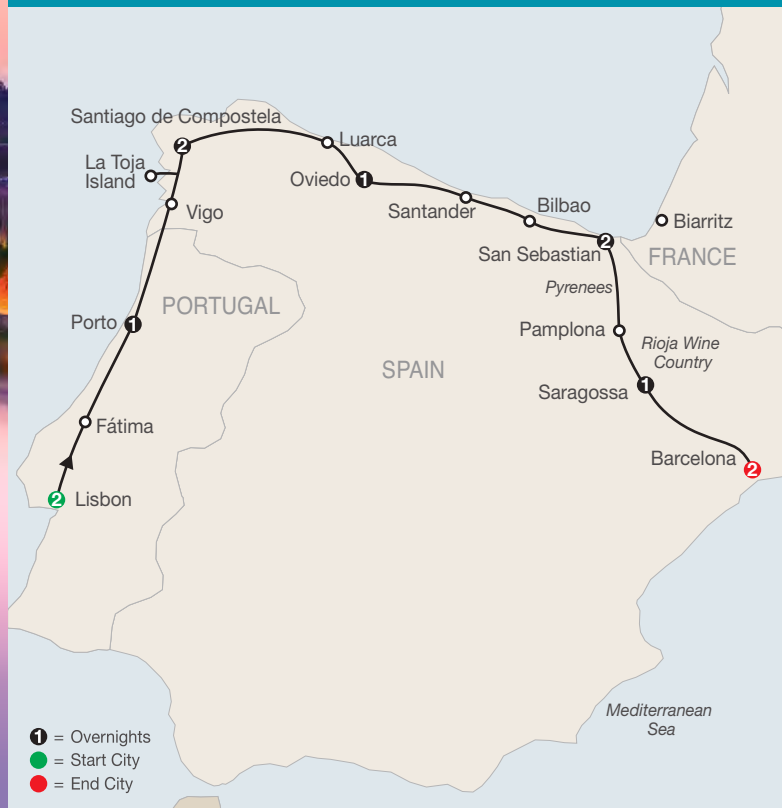 Santiago de Compostela
2
Luarca
La Toja
Island
Oviedo 1
Vigo
Santander
Bilbao
Biarritz
San Sebastian 2
FRANCE
Pyrenees
PORTUGAL
Porto 1
Pamplona
Rioja Wine
Country
SPAIN
Saragossa 1
Fátima
Barcelona 2
2 Lisbon
Mediterranean
Sea
1 = Overnights
= Start City
= End City